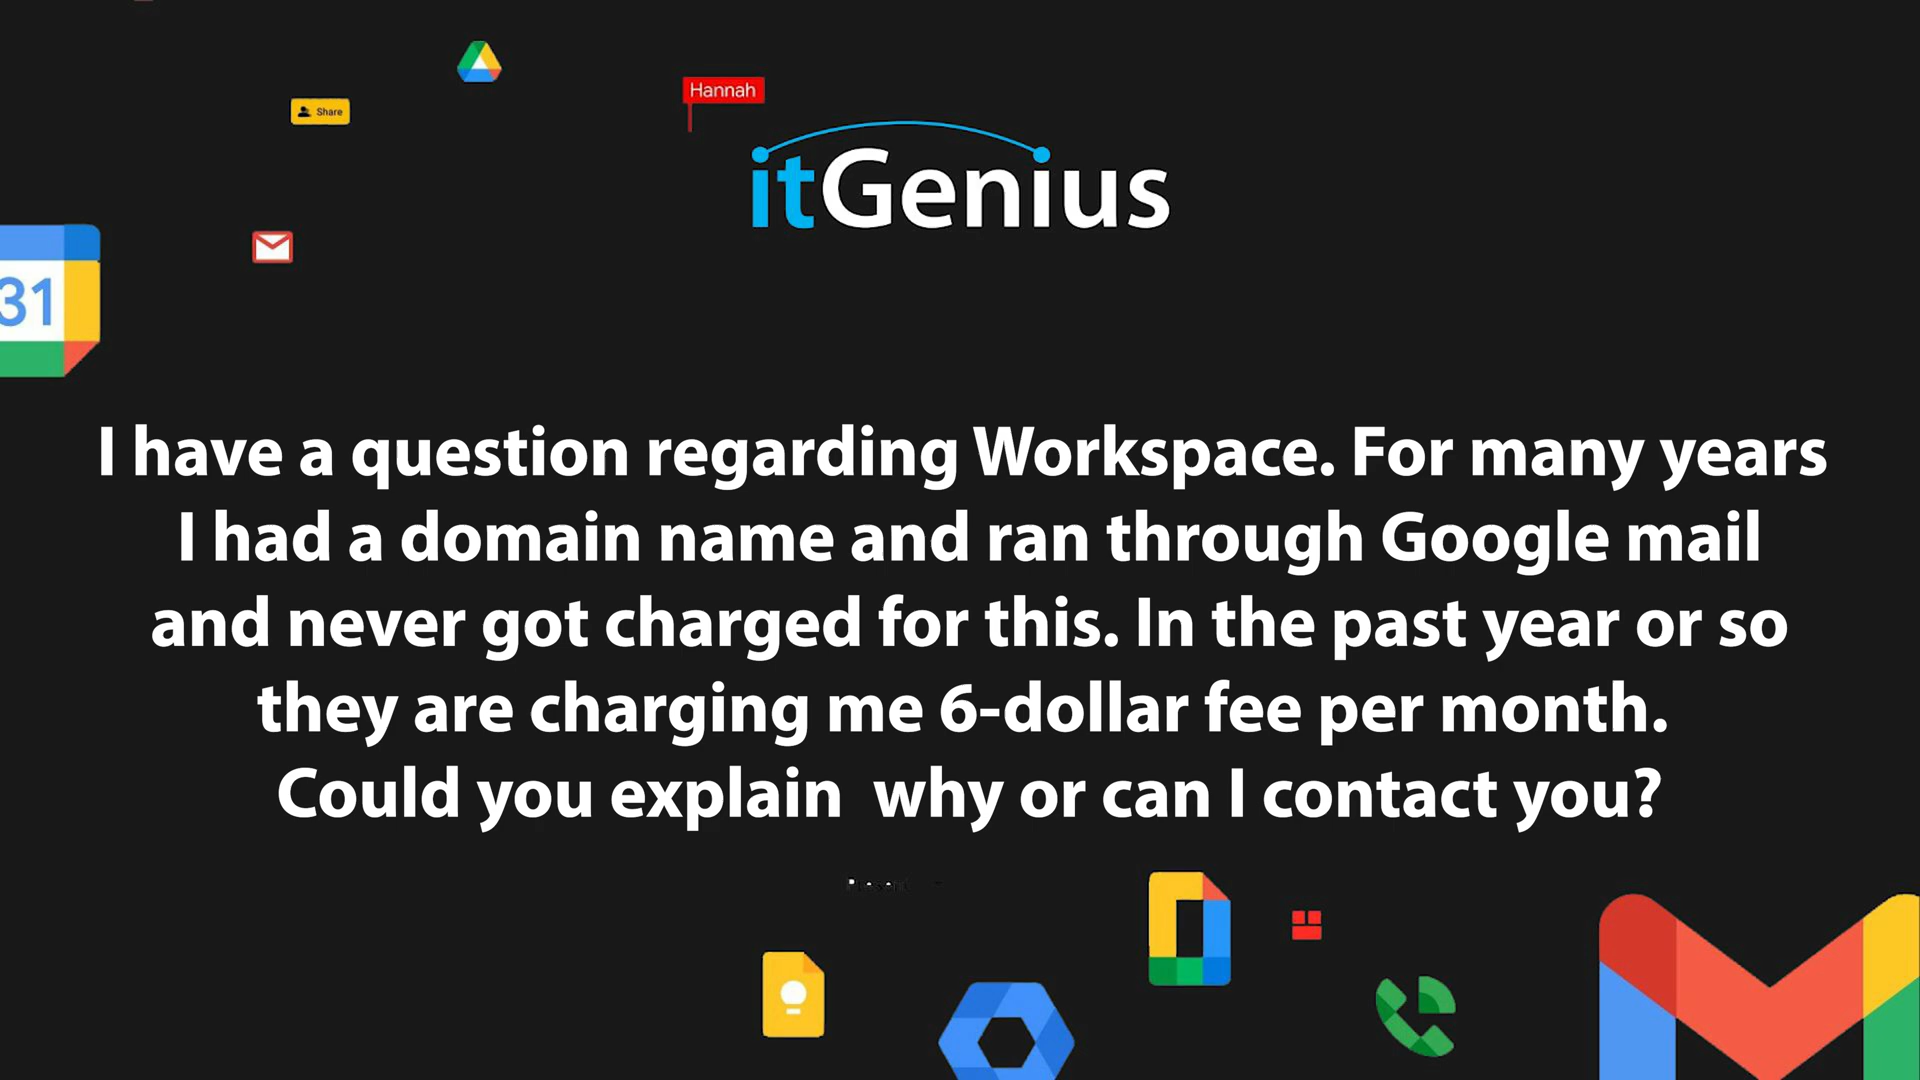 Hannah
Share
itGenius
31
I have a question regarding Workspace. For many years
I had a domain name and ran through Google mail
and never got charged for this. In the past year or so
they are charging me 6-dollar fee per month.
Could you explain  why or can I contact you?